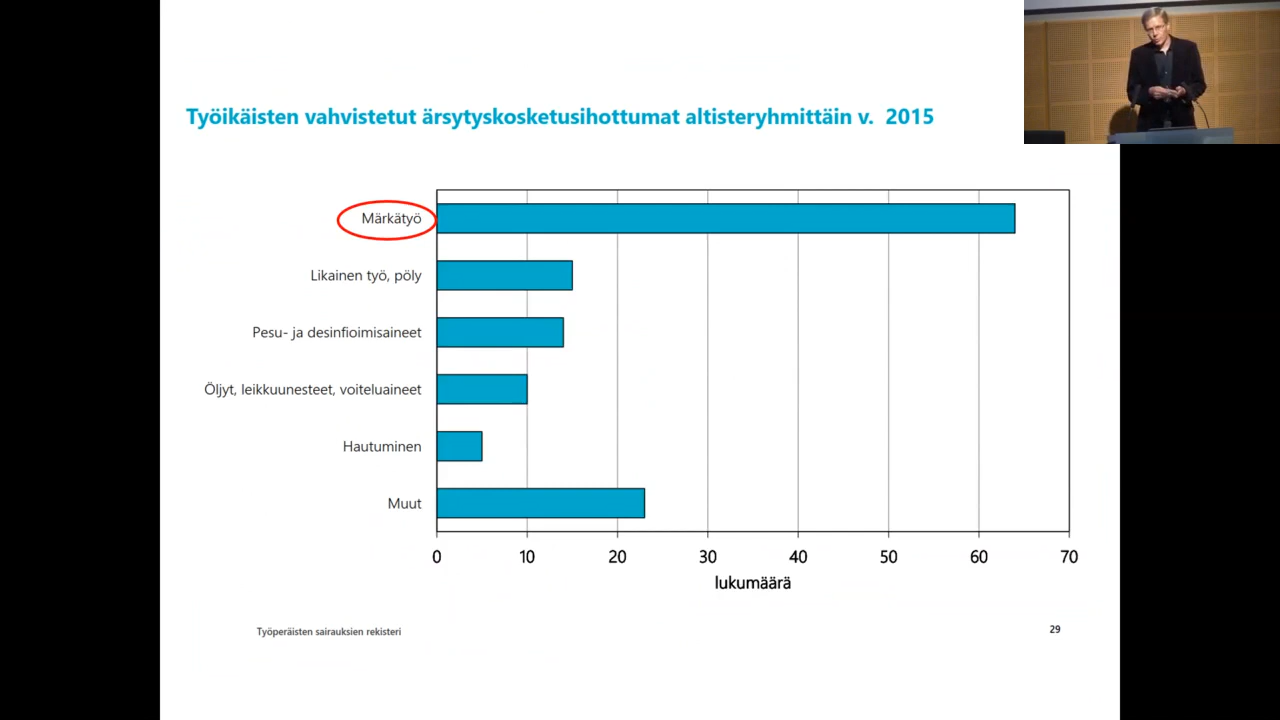 Työikäisten vahvistetut ärsytyskosketusihottumat altisteryhmittäin v. 2015
Märkätyö
Likainen työ, pöly
Pesu- ja desinfioimisaineet
Öljyt, leikkuunesteet, voiteluaineet
Hautuminen
Muut
0 10 20 30 40 50 60 70
lukumäärä
Työperäisten sairauksien rekisteri
29